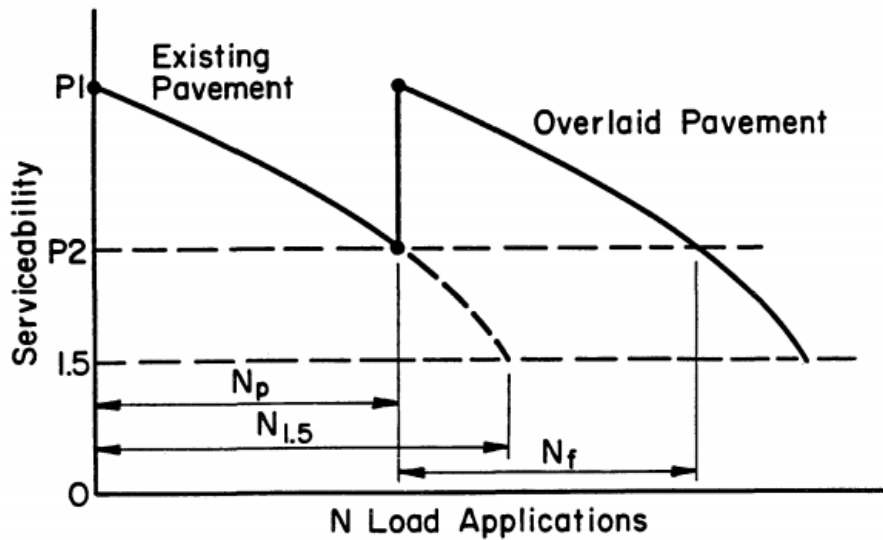 Existing
Pavement
P1
Overlaid Pavement
Serviceability
P2
1.5
Np
N1.5
Nf
0
N Load Applications